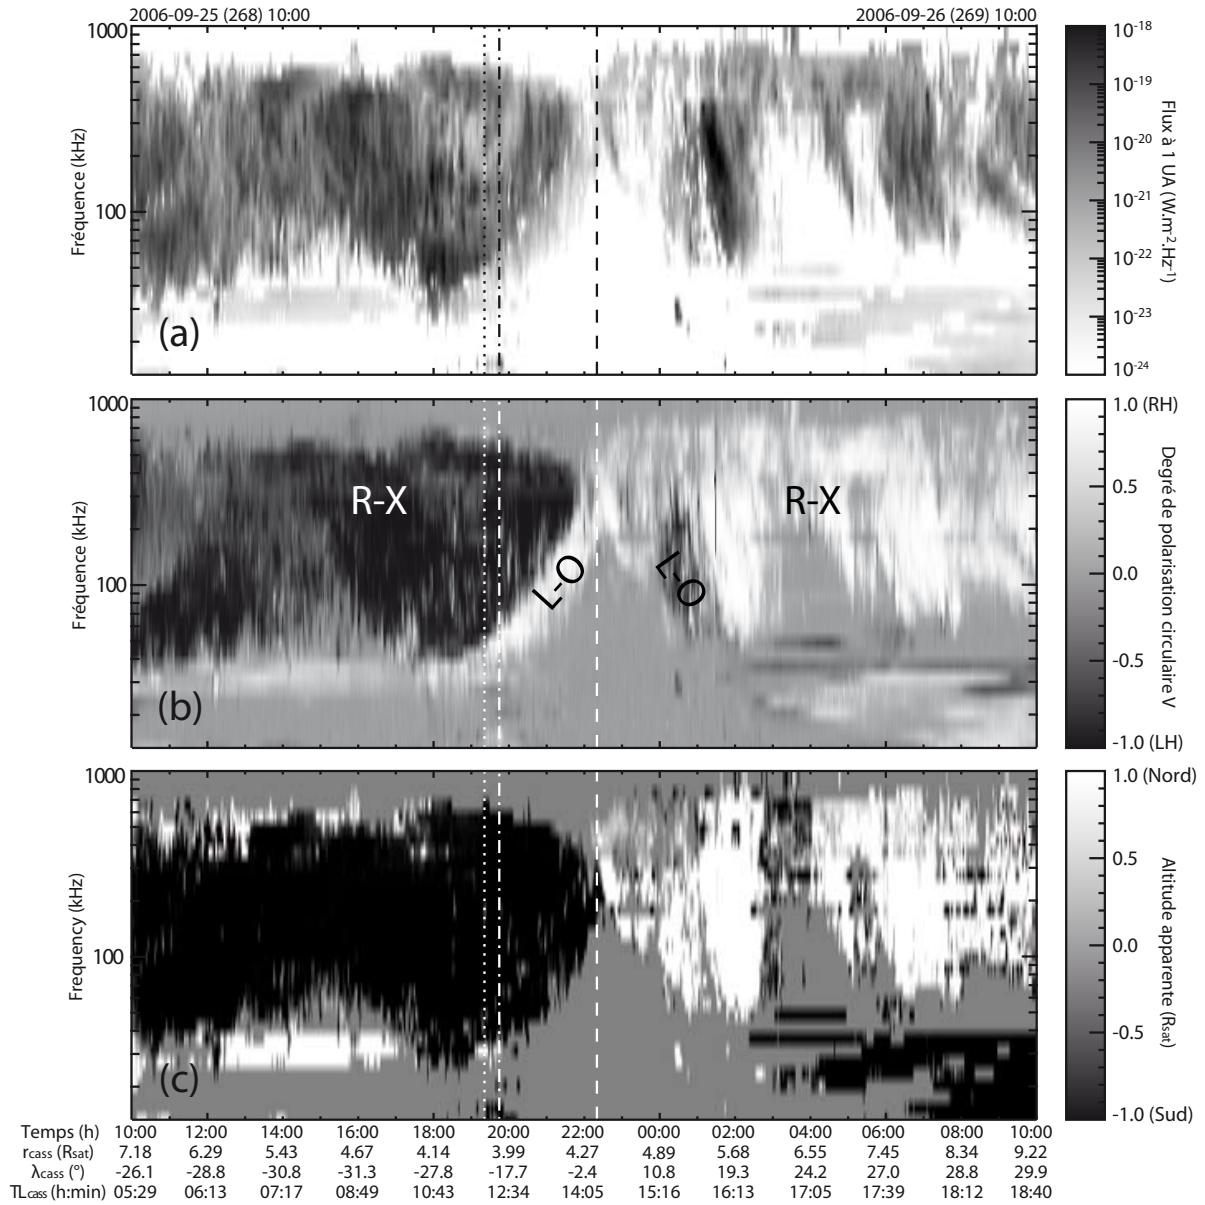 2006-09-25 (268) 10:00
2006-09-26 (269) 10:00
1000
100
Fréquence (kHz)
(a)
10-18
10-19
10-20
10-21
10-22
10-23
10-24
Flux à 1 UA (W.m-2.Hz-1)
1000
100
Fréquence (kHz)
R-X
L-O
L-O
R-X
(b)
1.0 (RH)
0.5
0.0
-0.5
-1.0 (LH)
Degré de polarisation circulaire V
1000
100
Frequency (kHz)
(c)
1.0 (Nord)
0.5
0.0
-0.5
-1.0 (Sud)
Altitude apparente (Rsat)
Temps (h) 10:00 12:00 14:00 16:00 18:00 20:00 22:00 00:00 02:00 04:00 06:00 08:00 10:00
rcass (Rsat) 7.18 6.29 5.43 4.67 4.14 3.99 4.27 4.89 5.68 6.55 7.45 8.34 9.22
λcass (°) -26.1 -28.8 -30.8 -31.3 -27.8 -17.7 -2.4 10.8 19.3 24.2 27.0 28.8 29.9
TLcass (h:min) 05:29 06:13 07:17 08:49 10:43 12:34 14:05 15:16 16:13 17:05 17:39 18:12 18:40